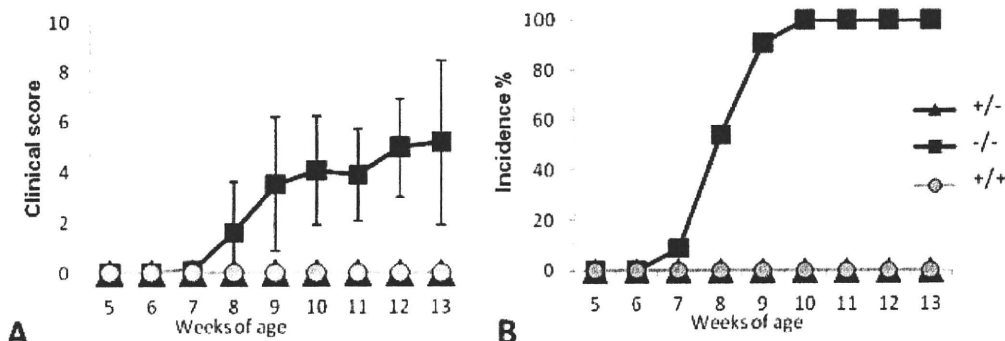 10
8
6
4
2
0
Clinical score
5 6 7 8 9 10 11 12 13
Weeks of age
A
100
80
60
40
20
0
Incidence %
5 6 7 8 9 10 11 12 13
Weeks of age
B
+/-
-/-
+/+